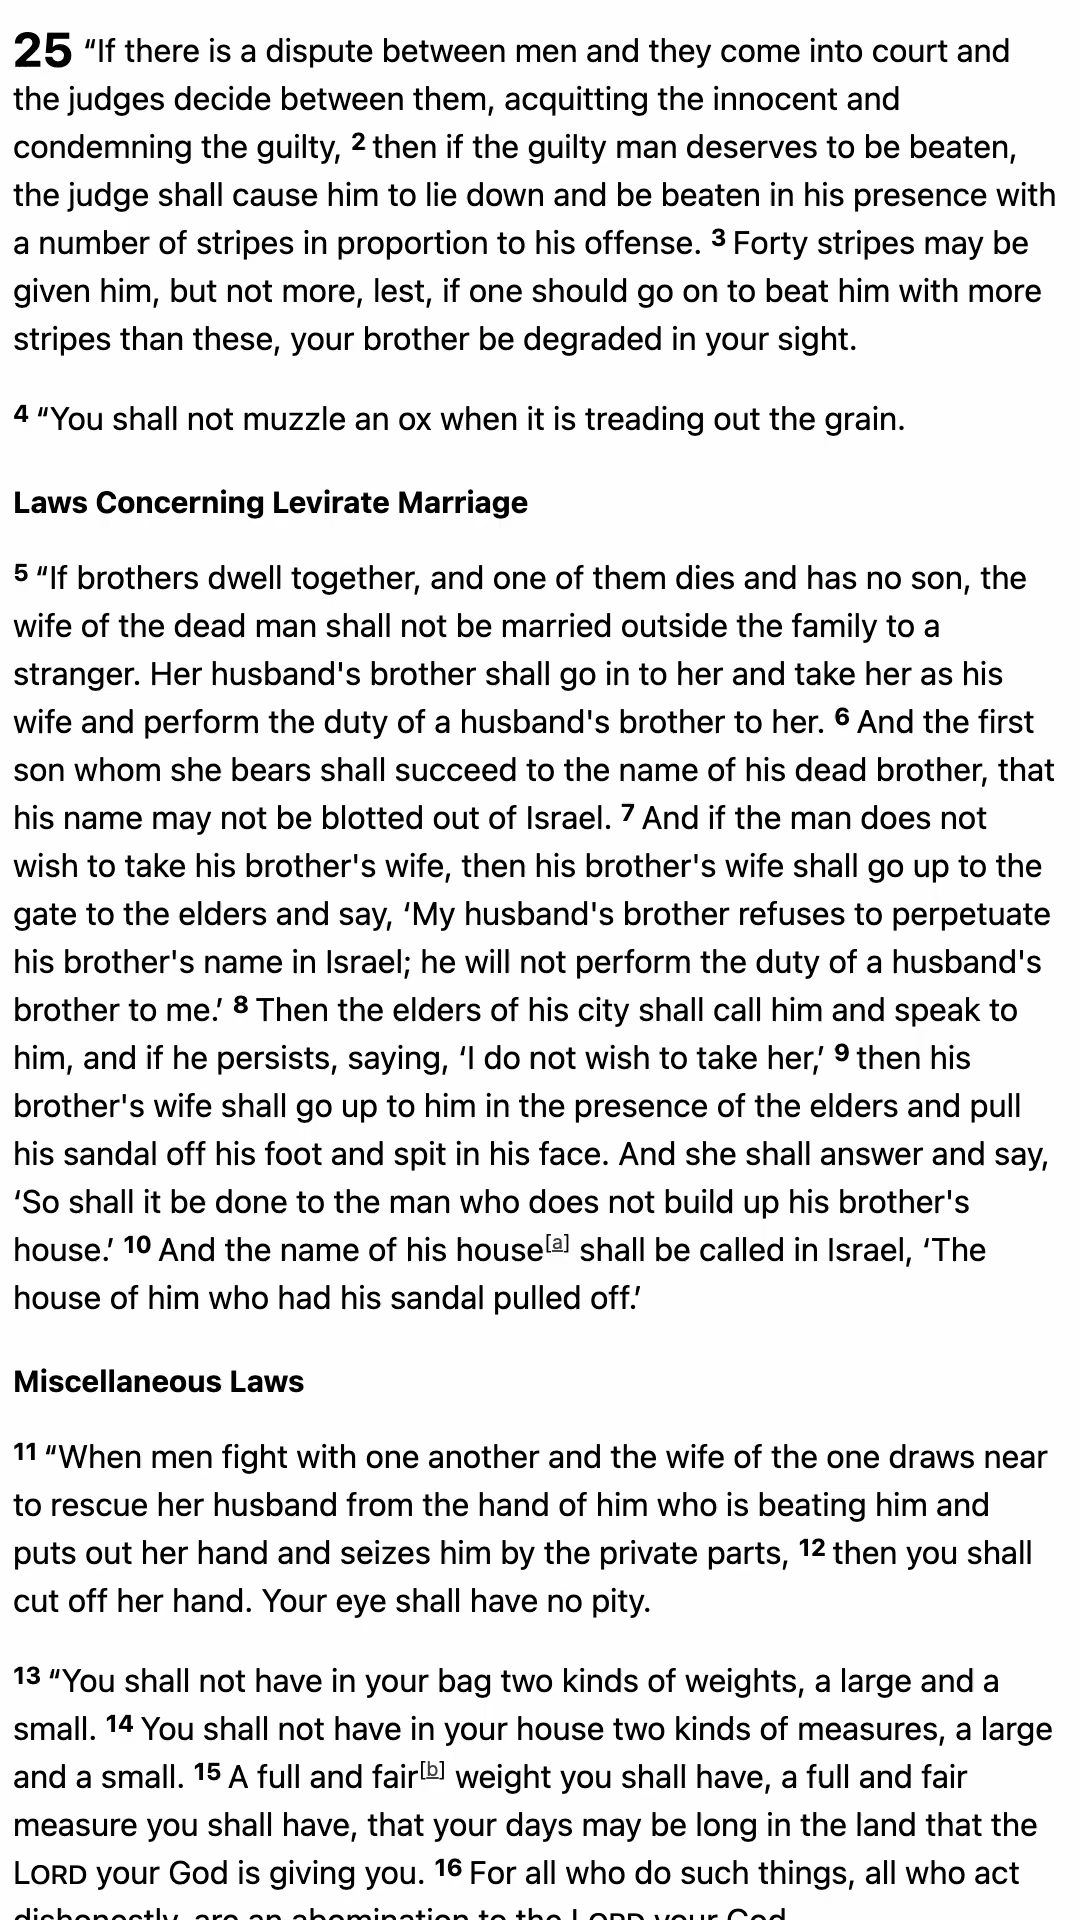 25 “If there is a dispute between men and they come into court and
the judges decide between them, acquitting the innocent and
condemning the guilty, 2 then if the guilty man deserves to be beaten,
the judge shall cause him to lie down and be beaten in his presence with
a number of stripes in proportion to his offense. 3 Forty stripes may be
given him, but not more, lest, if one should go on to beat him with more
stripes than these, your brother be degraded in your sight.
4 “You shall not muzzle an ox when it is treading out the grain.
Laws Concerning Levirate Marriage
5 “If brothers dwell together, and one of them dies and has no son, the
wife of the dead man shall not be married outside the family to a
stranger. Her husband's brother shall go in to her and take her as his
wife and perform the duty of a husband's brother to her. 6 And the first
son whom she bears shall succeed to the name of his dead brother, that
his name may not be blotted out of Israel. 7 And if the man does not
wish to take his brother's wife, then his brother's wife shall go up to the
gate to the elders and say, ‘My husband's brother refuses to perpetuate
his brother's name in Israel; he will not perform the duty of a husband's
brother to me.’ 8 Then the elders of his city shall call him and speak to
him, and if he persists, saying, ‘I do not wish to take her,’ 9 then his
brother's wife shall go up to him in the presence of the elders and pull
his sandal off his foot and spit in his face. And she shall answer and say,
‘So shall it be done to the man who does not build up his brother's
house.’ 10 And the name of his house[a] shall be called in Israel, ‘The
house of him who had his sandal pulled off.’
Miscellaneous Laws
11 “When men fight with one another and the wife of the one draws near
to rescue her husband from the hand of him who is beating him and
puts out her hand and seizes him by the private parts, 12 then you shall
cut off her hand. Your eye shall have no pity.
13 “You shall not have in your bag two kinds of weights, a large and a
small. 14 You shall not have in your house two kinds of measures, a large
and a small. 15 A full and fair[b] weight you shall have, a full and fair
measure you shall have, that your days may be long in the land that the
LORD your God is giving you. 16 For all who do such things, all who act
dishonestly, are an abomination to the LORD your God.